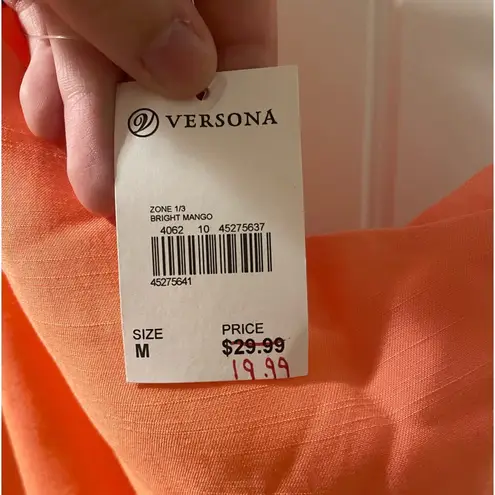 VERSONA
ZONE 1/3
BRIGHT MANGO
4062 10 45275637
45275641
SIZE PRICE
M $29.99
19.99